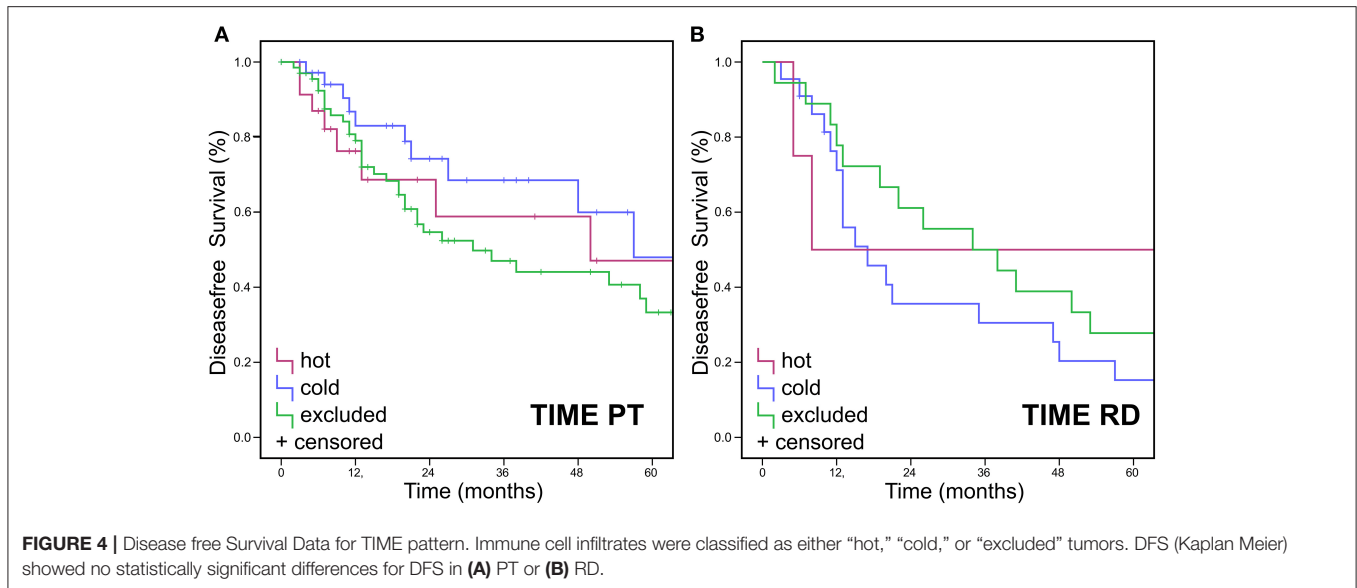 A
Diseasefree Survival (%)
1.0
0.8
0.6
0.4
0.2
0.0
hot
cold
excluded
+ censored
TIME PT
0 12, 24 36 48 60
Time (months)
B
Diseasefree Survival (%)
1.0
0.8
0.6
0.4
0.2
0.0
hot
cold
excluded
+ censored
TIME RD
0 12, 24 36 48 60
Time (months)
FIGURE 4 | Disease free Survival Data for TIME pattern. Immune cell infiltrates were classified as either “hot,” “cold,” or “excluded” tumors. DFS (Kaplan Meier)
showed no statistically significant differences for DFS in (A) PT or (B) RD.